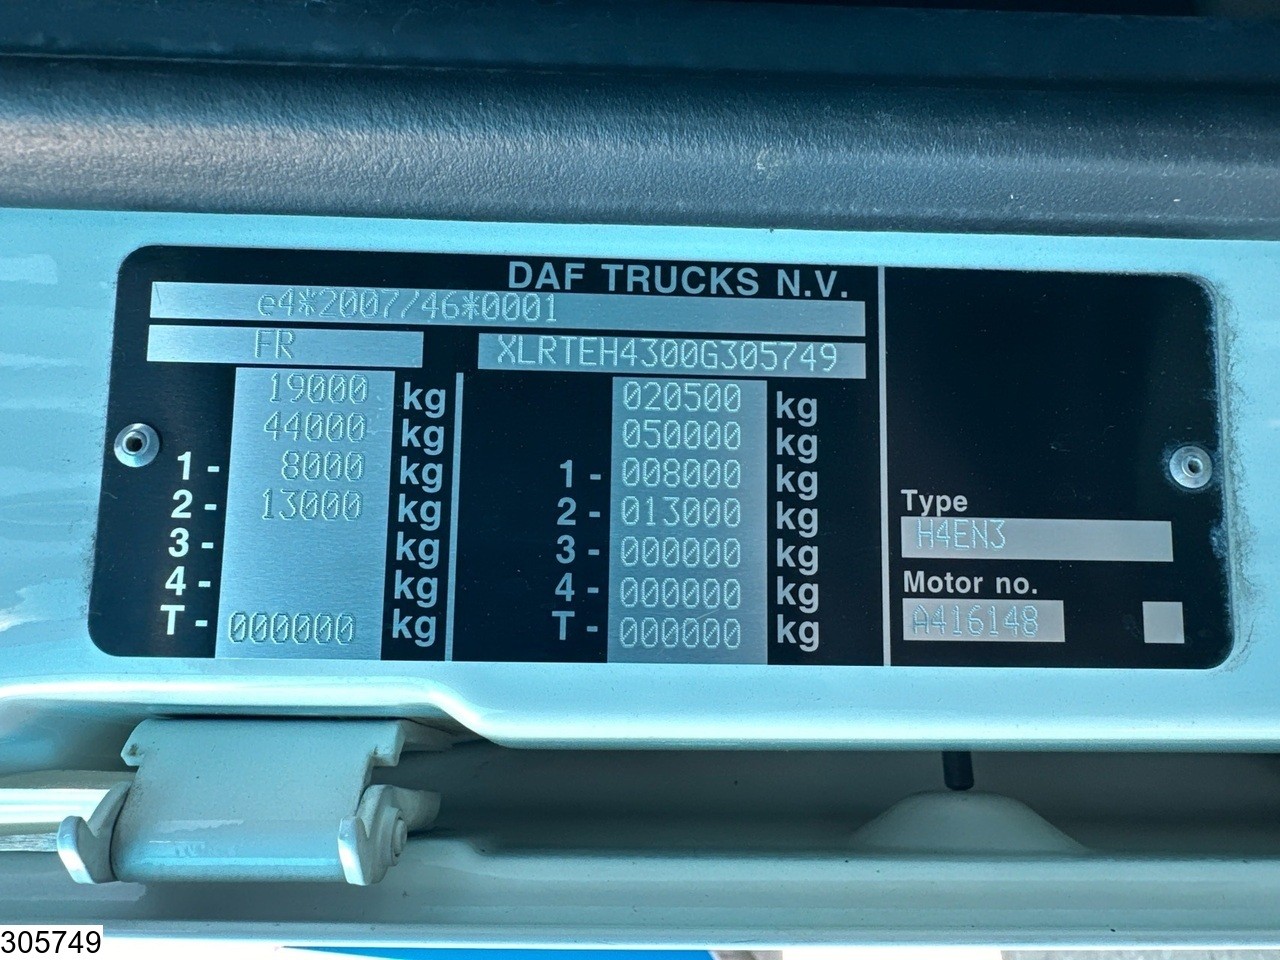 DAF TRUCKS N.V.
e4*2007/46*0001
FR XLRTEH4300G305749
19000 kg 020500 kg
44000 kg 050000 kg
1- 8000 kg 1- 008000 kg
2- 13000 kg 2- 013000 kg
3- kg 3- 000000 kg
4- kg 4- 000000 kg
T- 000000 kg T- 000000 kg
Type
H4EN3
Motor no.
A416148
305749